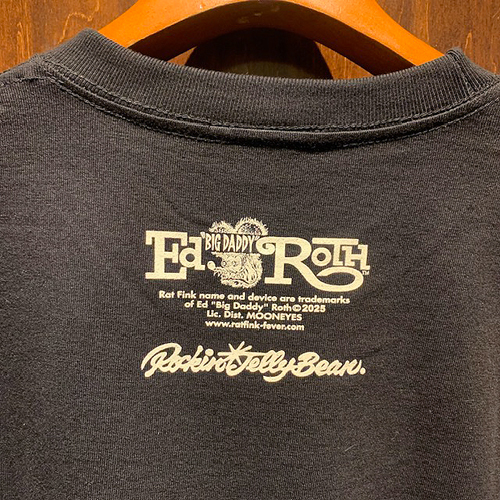 Ed. "BIG DADDY" ROTH™
Rat Fink name and device are trademarks
of Ed "Big Daddy" Roth©2025
Lic. Dist. MOONEYES
www.ratfink-fever.com
Rockin'JellyBean.